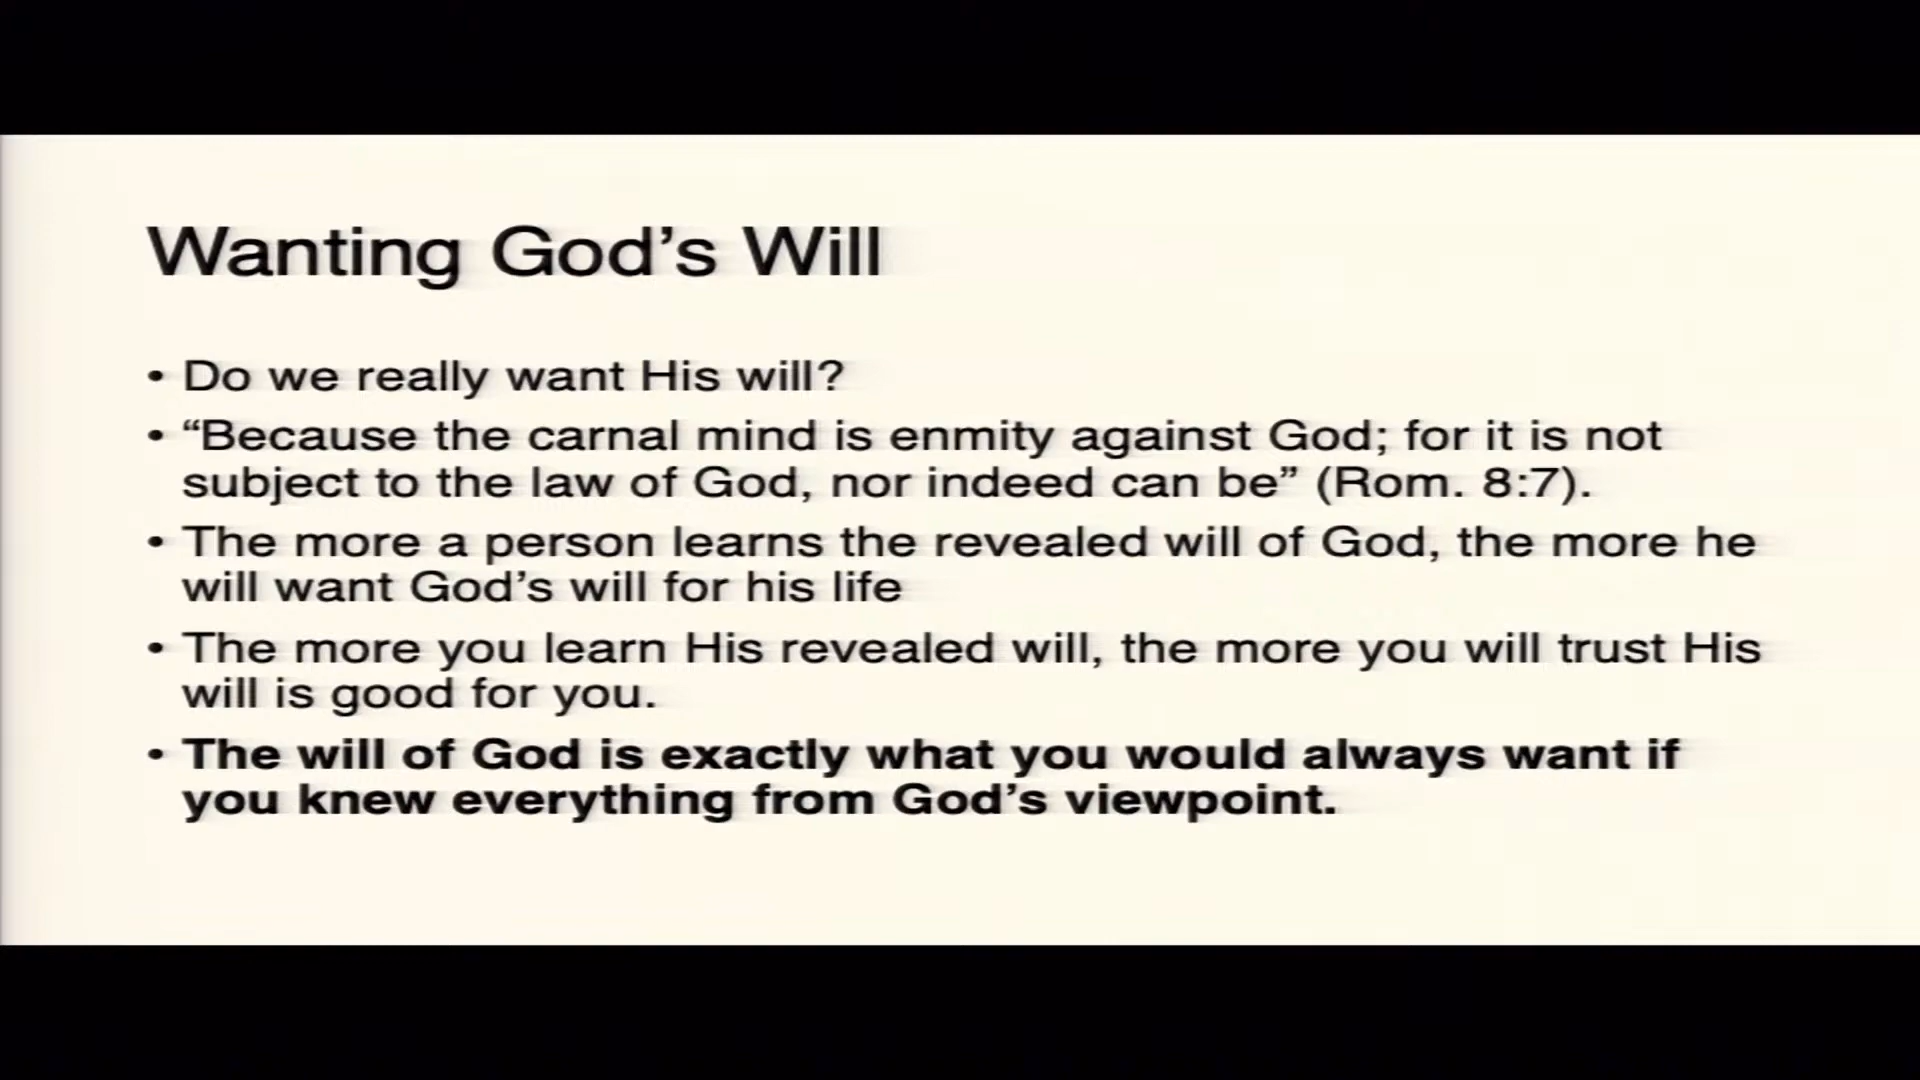 Wanting God’s Will
• Do we really want His will?
• “Because the carnal mind is enmity against God; for it is not
subject to the law of God, nor indeed can be” (Rom. 8:7).
• The more a person learns the revealed will of God, the more he
will want God’s will for his life
• The more you learn His revealed will, the more you will trust His
will is good for you.
• The will of God is exactly what you would always want if
you knew everything from God’s viewpoint.